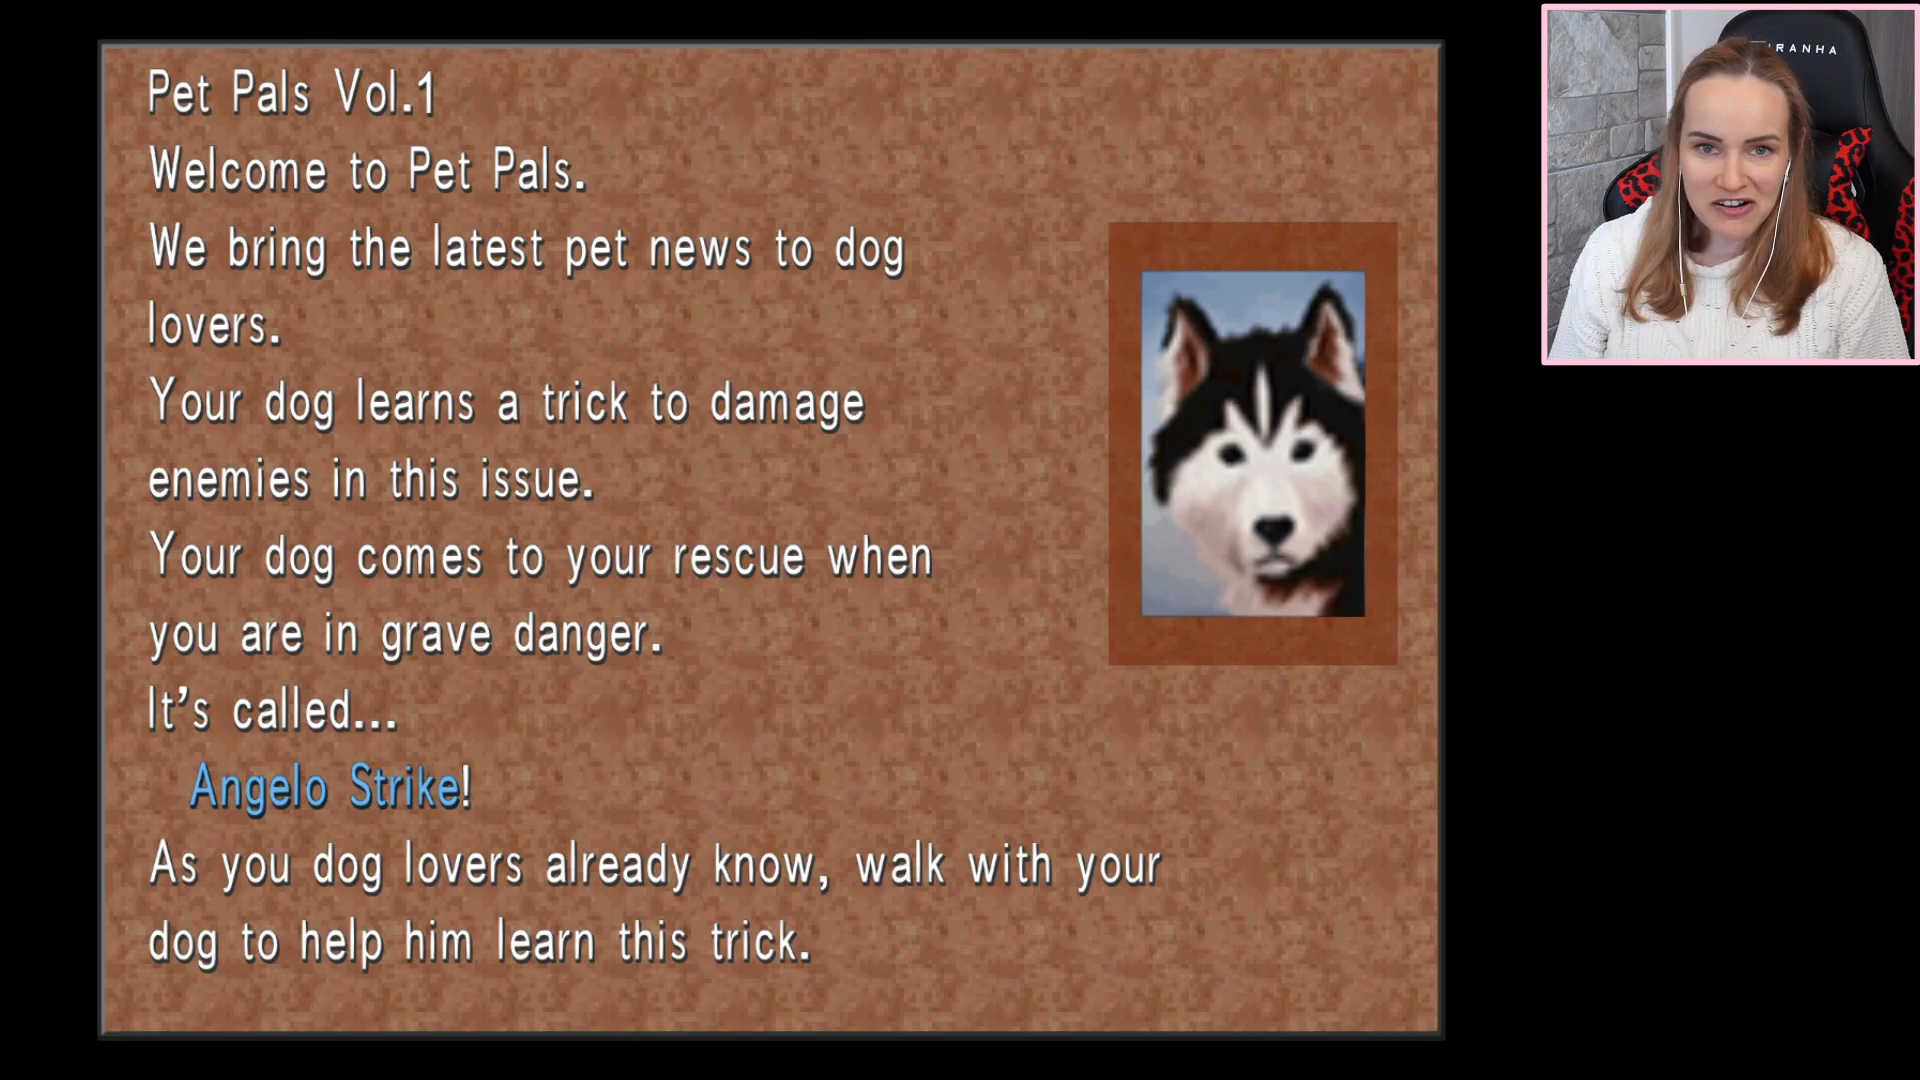 Pet Pals Vol.1
Welcome to Pet Pals.
We bring the latest pet news to dog
lovers.
Your dog learns a trick to damage
enemies in this issue.
Your dog comes to your rescue when
you are in grave danger.
It's called...
Angelo Strike!
As you dog lovers already know, walk with your
dog to help him learn this trick.
RANHA